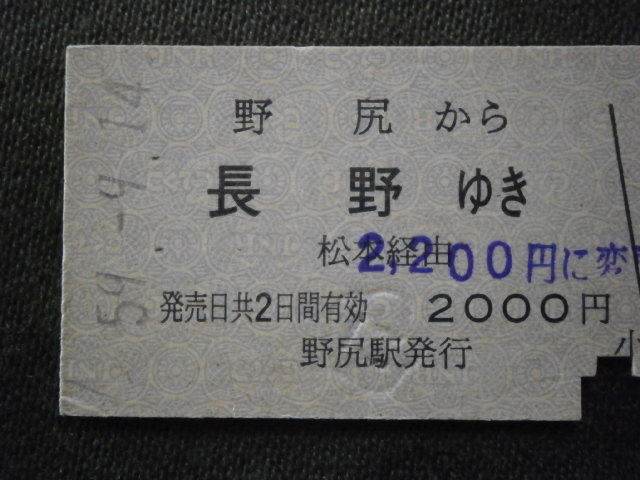 59-9.14
野 尻 から
長 野 ゆき
松本経由
2,200円に変
発売日共2日間有効 2000円
野尻駅発行 小